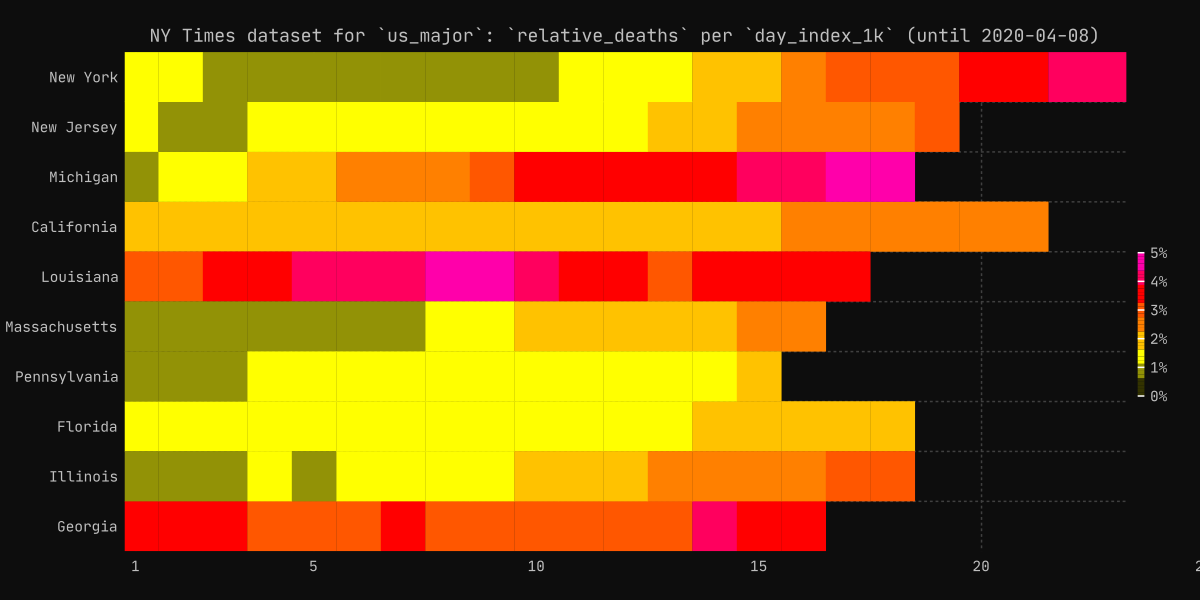 NY Times dataset for `us_major`: `relative_deaths` per `day_index_1k` (until 2020-04-08)
New York
New Jersey
Michigan
California
Louisiana
Massachusetts
Pennsylvania
Florida
Illinois
Georgia
5%
4%
3%
2%
1%
0%
1 5 10 15 20